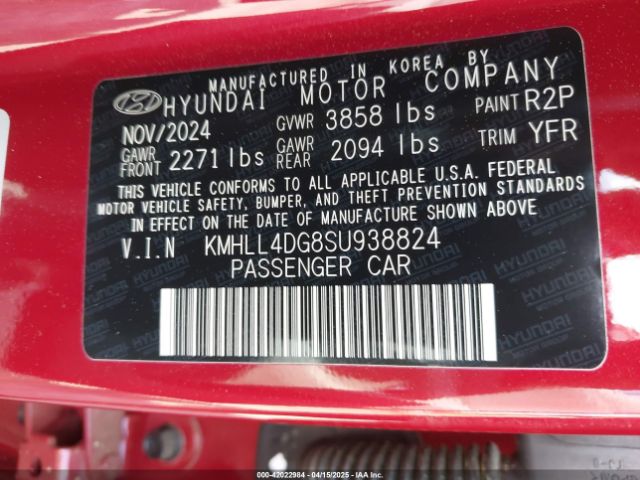 MANUFACTURED IN KOREA BY
HYUNDAI MOTOR COMPANY
NOV/2024 GVWR 3858 lbs PAINT R2P
GAWR FRONT 2271 lbs GAWR REAR 2094 lbs TRIM YFR
THIS VEHICLE CONFORMS TO ALL APPLICABLE U.S.A. FEDERAL
MOTOR VEHICLE SAFETY, BUMPER, AND THEFT PREVENTION STANDARDS
IN EFFECT ON THE DATE OF MANUFACTURE SHOWN ABOVE
V.I.N KMHLL4DG8SU938824
PASSENGER CAR
000-42022984 - 04/15/2025 - IAAI.COM